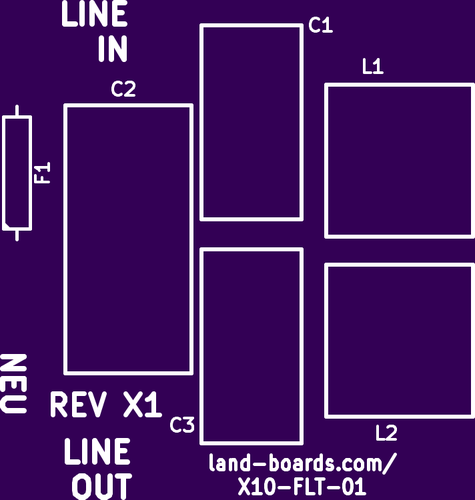 LINE
IN
C1
L1
C2
F1
NEU
REV X1
C3
L2
LINE
OUT
land-boards.com/
X10-FLT-01